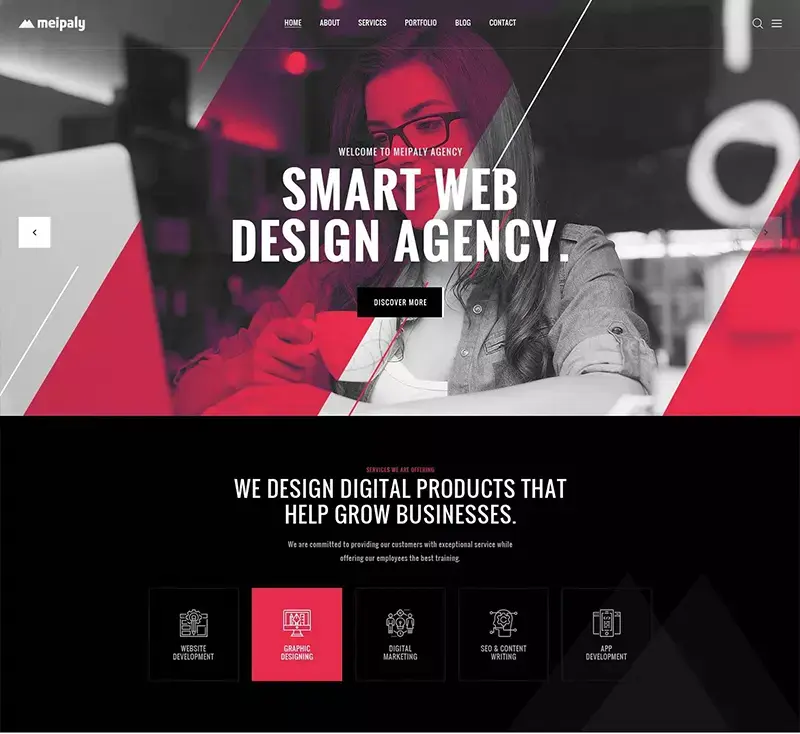 meipaly
HOME ABOUT SERVICES PORTFOLIO BLOG CONTACT
WELCOME TO MEIPALY AGENCY
SMART WEB
DESIGN AGENCY.
DISCOVER MORE
SERVICES WE ARE OFFERING
WE DESIGN DIGITAL PRODUCTS THAT
HELP GROW BUSINESSES.
We are committed to providing our customers with exceptional service while
offering our employees the best training.
WEBSITE
DEVELOPMENT
GRAPHIC
DESIGNING
DIGITAL
MARKETING
SEO & CONTENT
WRITING
APP
DEVELOPMENT